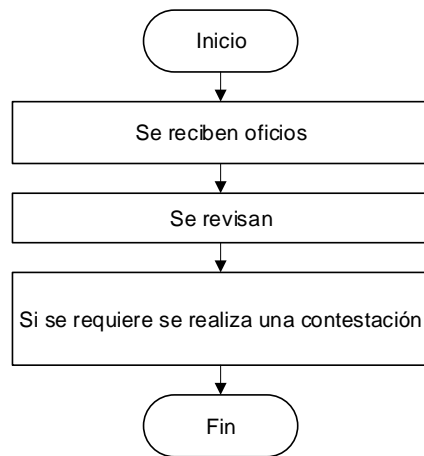 Inicio
Se reciben oficios
Se revisan
Si se requiere se realiza una contestación
Fin